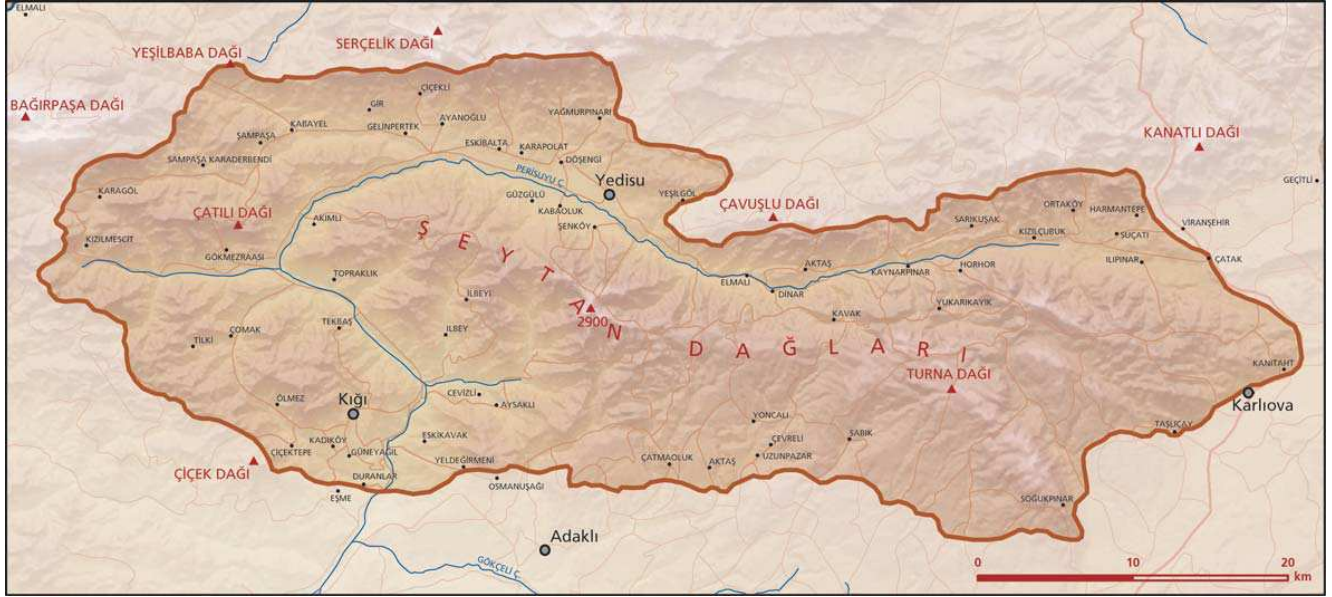 ELMALI
SERÇELİK DAĞI
YEŞİLBABA DAĞI
BAĞIRPAŞA DAĞI
ÇİÇEKLİ
GİR
YAĞMURPINARI
KABAYEL
AYANOĞLU
GELİNPERTEK
ŞAMPAŞA
KANATLI DAĞI
ESKİBALTA
KARAPOLAT
ŞAMPAŞA KARADERBENDİ
DÖŞENGİ
PERİSUYU Ç.
Yedisu
GEÇİTLİ
KARAGÖL
GÜZGÜLÜ
YEŞİLGÖL
KABAOLUK
ÇAVUŞLU DAĞI
ORTAKÖY
HARMANTEPE
ÇATILI DAĞI
AKIMLI
ŞENKÖY
SARIKUŞAK
VİRANŞEHİR
KIZILÇUBUK
SUÇATI
KIZILMESCİT
GÖKMEZRAASI
ŞEYTAN DAĞLARI
ÇATAK
ILIPINAR
TOPRAKLIK
AKTAŞ
KAYNARPINAR
HORHOR
ELMALI
DİNAR
İLBEYİ
2900
YUKARIKAYIK
KAVAK
TEKBAŞ
ÇOMAK
TİLKİ
ILBEY
KANITAHT
TURNA DAĞI
CEVİZLİ
Kığı
ÖLMEZ
AYSAKLI
Karlıova
YONCALI
TAŞLIÇAY
ÇİÇEKTEPE
KADIKÖY
ESKİKAVAK
ÇEVRELİ
SABIK
GÜNEYAĞIL
UZUNPAZAR
ÇİÇEK DAĞI
YELDEĞİRMENİ
ÇATMAOLUK
AKTAŞ
DURANLAR
OSMANUŞAĞI
EŞME
SOĞUKPINAR
Adaklı
GÖKÇELİ Ç.
0 10 20
km